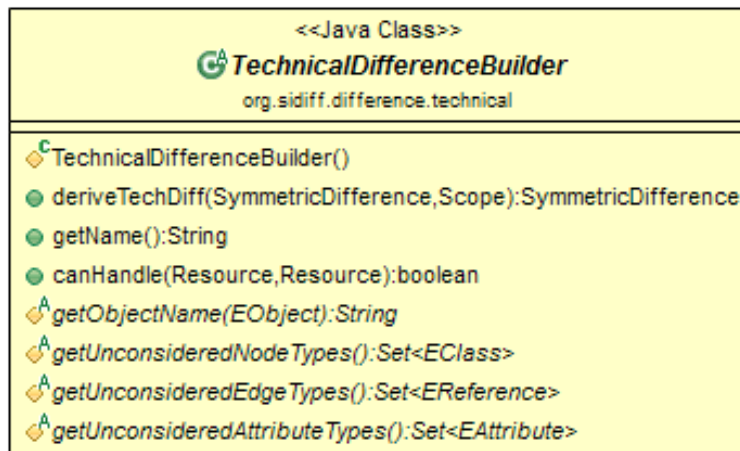 <<Java Class>>
TechnicalDifferenceBuilder
org.sidiff.difference.technical
TechnicalDifferenceBuilder()
deriveTechDiff(SymmetricDifference,Scope):SymmetricDifference
getName():String
canHandle(Resource,Resource):boolean
getObjectName(EObject):String
getUnconsideredNodeTypes():Set<EClass>
getUnconsideredEdgeTypes():Set<EReference>
getUnconsideredAttributeTypes():Set<EAttribute>